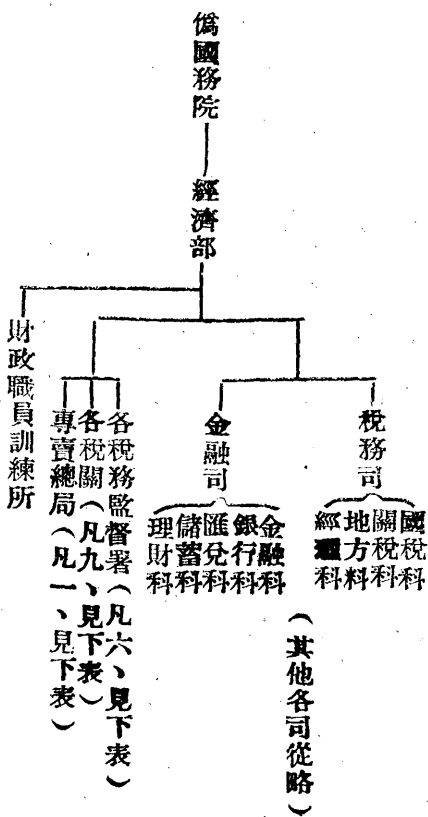 僞國務院
經濟部
稅務司
國稅科
關稅科
地方科
經理科
(其他各司從略)
金融司
金融科
銀行科
匯兌科
儲蓄科
理財科
各稅務監督署(凡六、見下表)
各稅關(凡九、見下表)
專賣總局(凡一、見下表)
財政職員訓練所